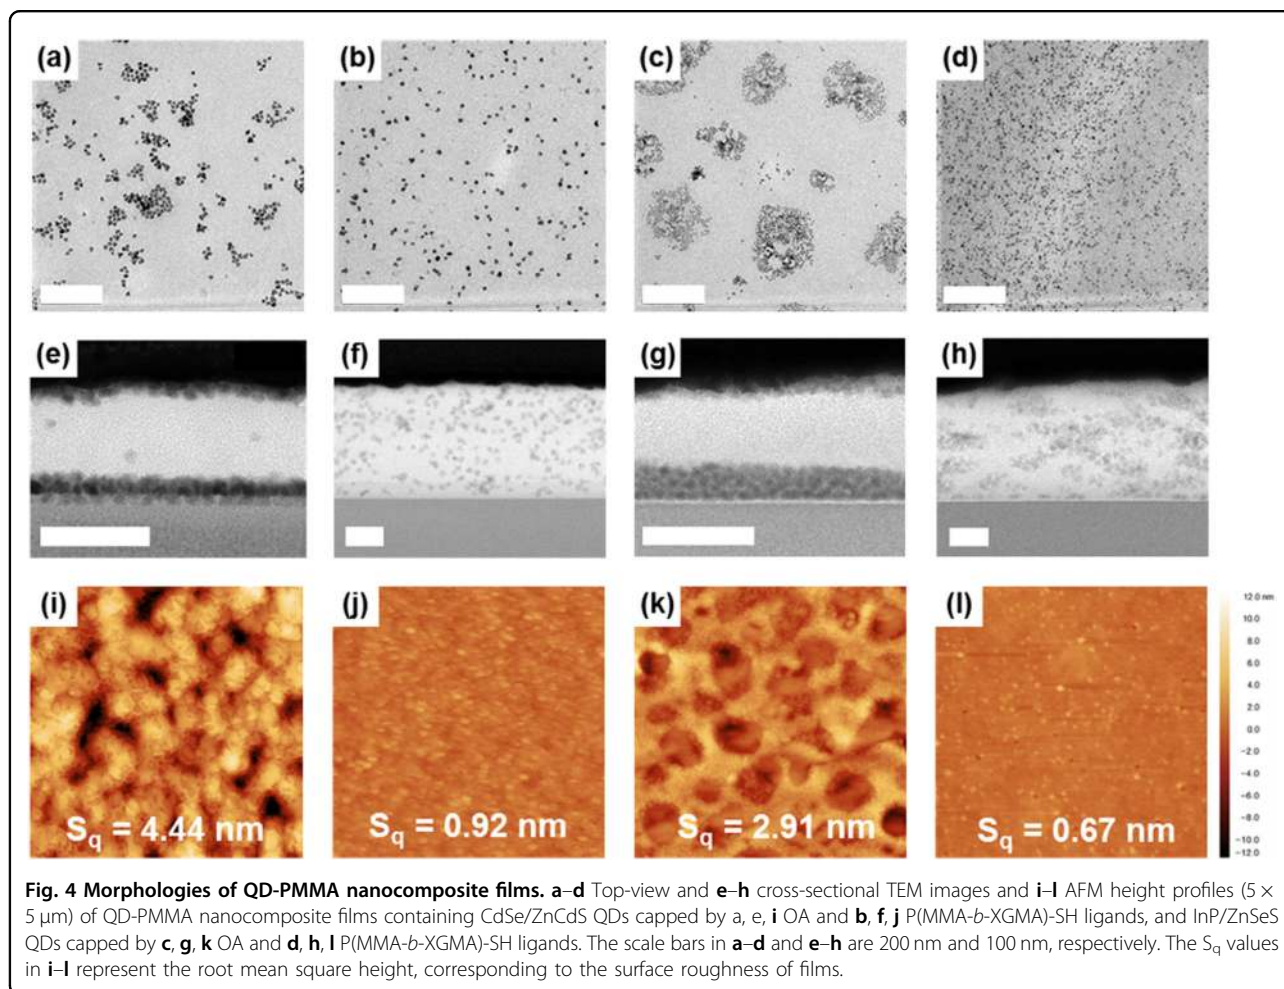 (a) (b) (c) (d)
(e) (f) (g) (h)
(i) (j) (k) (l)
12.0 nm
10.0
8.0
6.0
4.0
2.0
0.0
-2.0
-4.0
-6.0
-8.0
-10.0
-12.0
Sq = 4.44 nm Sq = 0.92 nm Sq = 2.91 nm Sq = 0.67 nm
Fig. 4 Morphologies of QD-PMMA nanocomposite films. a–d Top-view and e–h cross-sectional TEM images and i–l AFM height profiles (5 ×
5 μm) of QD-PMMA nanocomposite films containing CdSe/ZnCdS QDs capped by a, e, i OA and b, f, j P(MMA-b-XGMA)-SH ligands, and InP/ZnSeS
QDs capped by c, g, k OA and d, h, l P(MMA-b-XGMA)-SH ligands. The scale bars in a–d and e–h are 200 nm and 100 nm, respectively. The Sq values
in i–l represent the root mean square height, corresponding to the surface roughness of films.